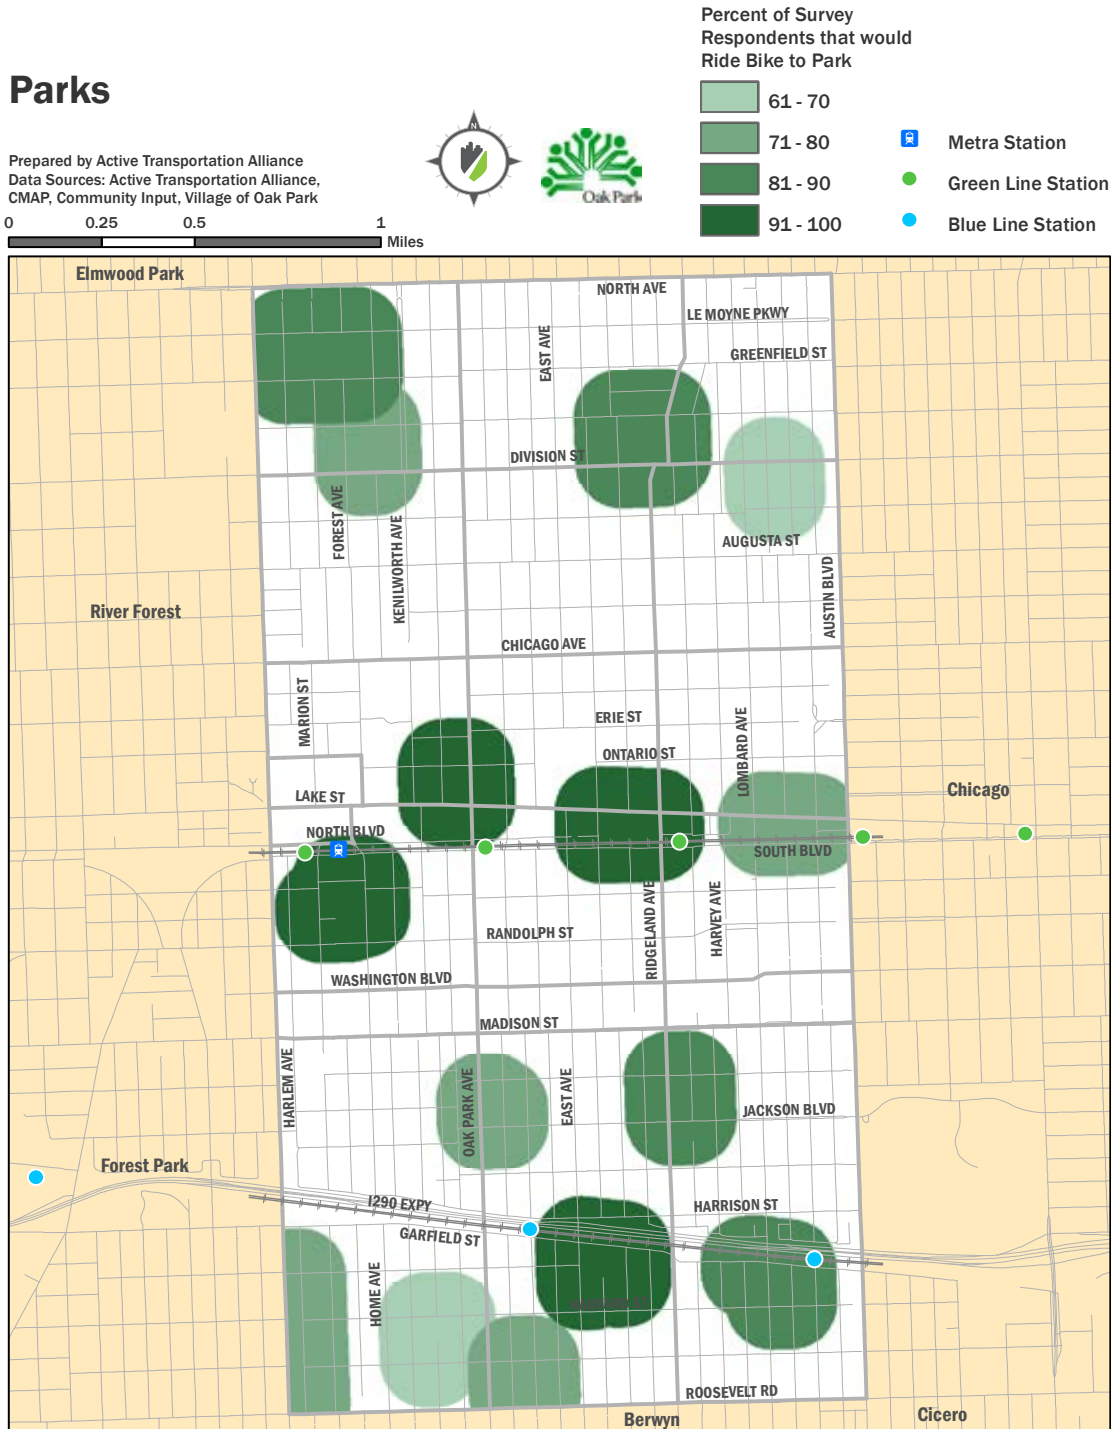 Parks
Prepared by Active Transportation Alliance
Data Sources: Active Transportation Alliance,
CMAP, Community Input, Village of Oak Park
0 0.25 0.5 1
Miles
N
Oak Park
Percent of Survey
Respondents that would
Ride Bike to Park
61 - 70
71 - 80
81 - 90
91 - 100
Metra Station
Green Line Station
Blue Line Station
Elmwood Park
NORTH AVE
LE MOYNE PKWY
EAST AVE
GREENFIELD ST
DIVISION ST
FOREST AVE
KENILWORTH AVE
AUGUSTA ST
AUSTIN BLVD
River Forest
CHICAGO AVE
MARION ST
ERIE ST
LOMBARD AVE
ONTARIO ST
Chicago
LAKE ST
NORTH BLVD
SOUTH BLVD
RIDGELAND AVE
HARVEY AVE
RANDOLPH ST
WASHINGTON BLVD
MADISON ST
HARLEM AVE
OAK PARK AVE
EAST AVE
JACKSON BLVD
Forest Park
I290 EXPY
HARRISON ST
GARFIELD ST
HOME AVE
ROOSEVELT RD
Berwyn
Cicero